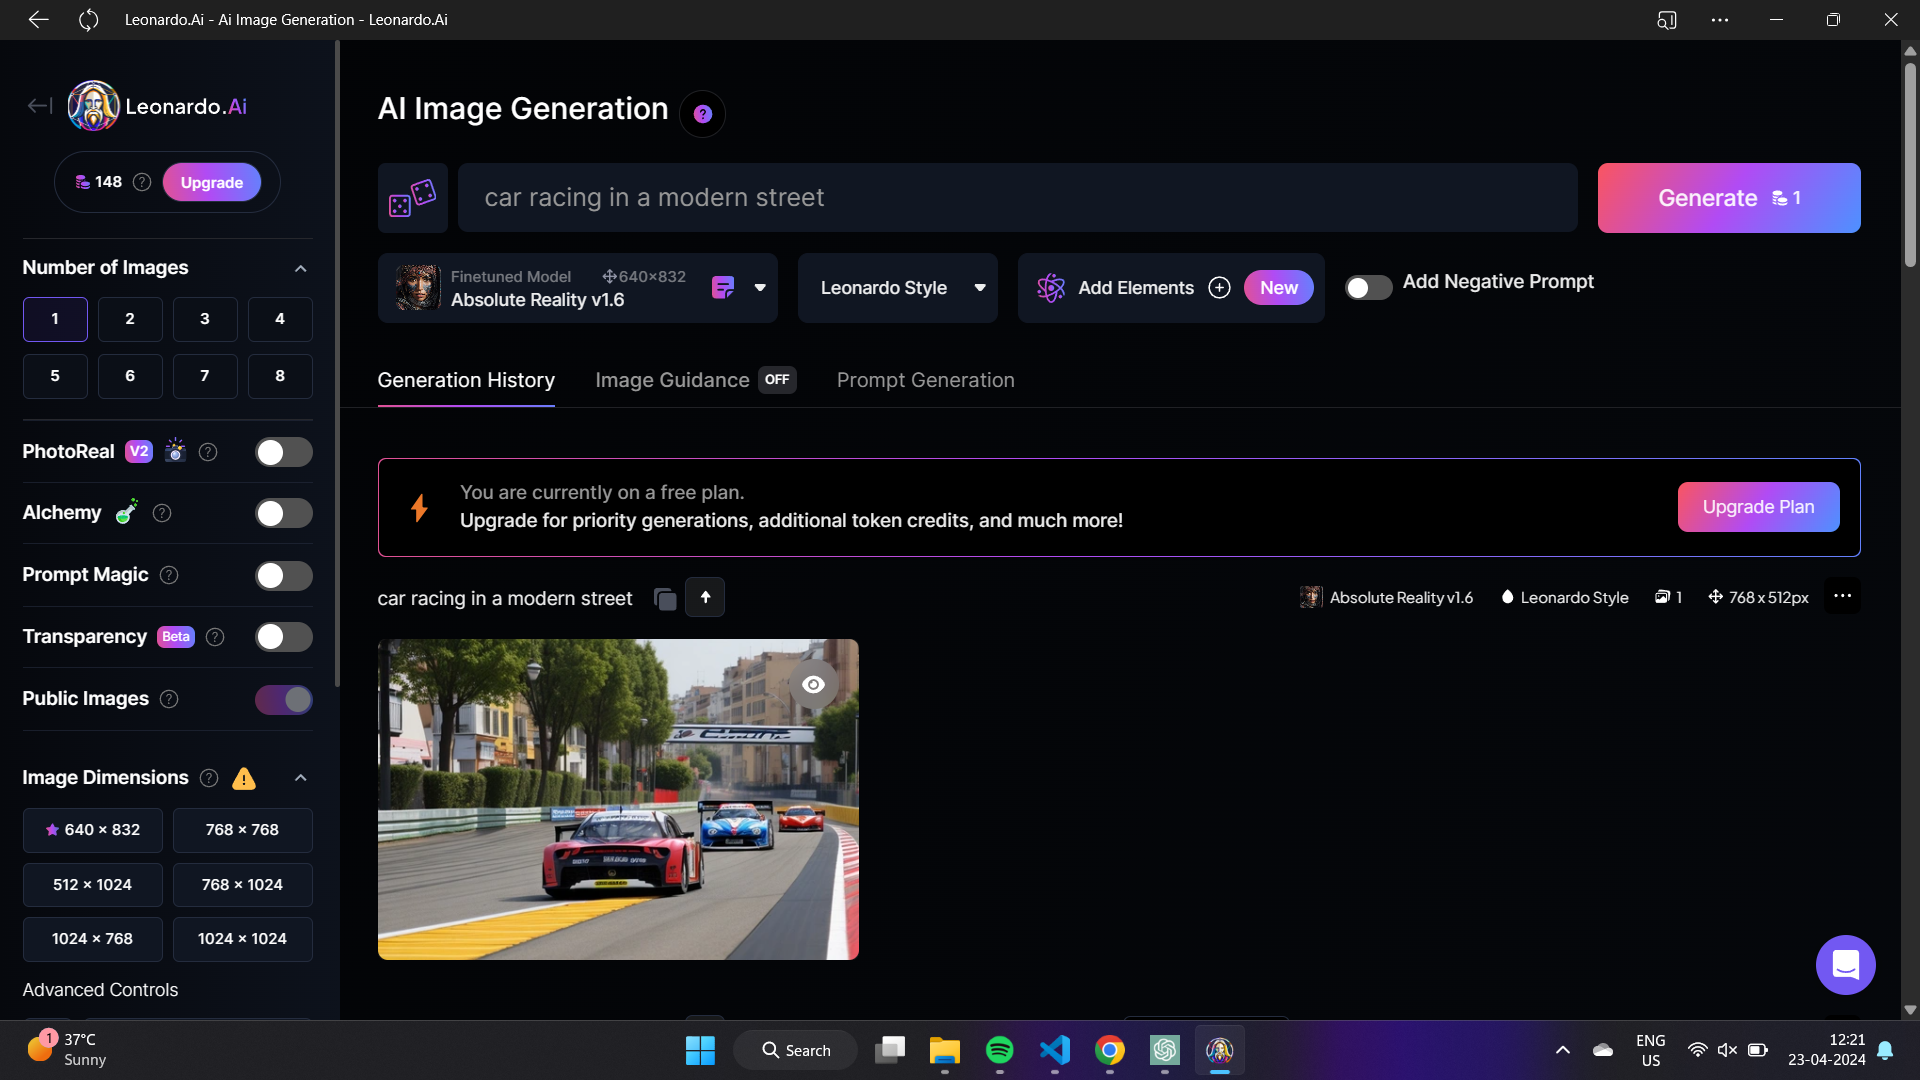 Leonardo.Ai - Ai Image Generation - Leonardo.Ai
Leonardo.Ai
148 ? Upgrade
Number of Images
1 2 3 4
5 6 7 8
PhotoReal V2 ?
Alchemy ?
Prompt Magic ?
Transparency Beta ?
Public Images ?
Image Dimensions ?
640 × 832 768 × 768
512 × 1024 768 × 1024
1024 × 768 1024 × 1024
Advanced Controls
AI Image Generation ?
car racing in a modern street
Generate 1
Finetuned Model 640×832
Absolute Reality v1.6
Leonardo Style
Add Elements New
Add Negative Prompt
Generation History Image Guidance OFF Prompt Generation
You are currently on a free plan.
Upgrade for priority generations, additional token credits, and much more!
Upgrade Plan
car racing in a modern street
Absolute Reality v1.6 Leonardo Style 1 768 x 512px
1
37°C
Sunny
Search
ENG
US
12:21
23-04-2024